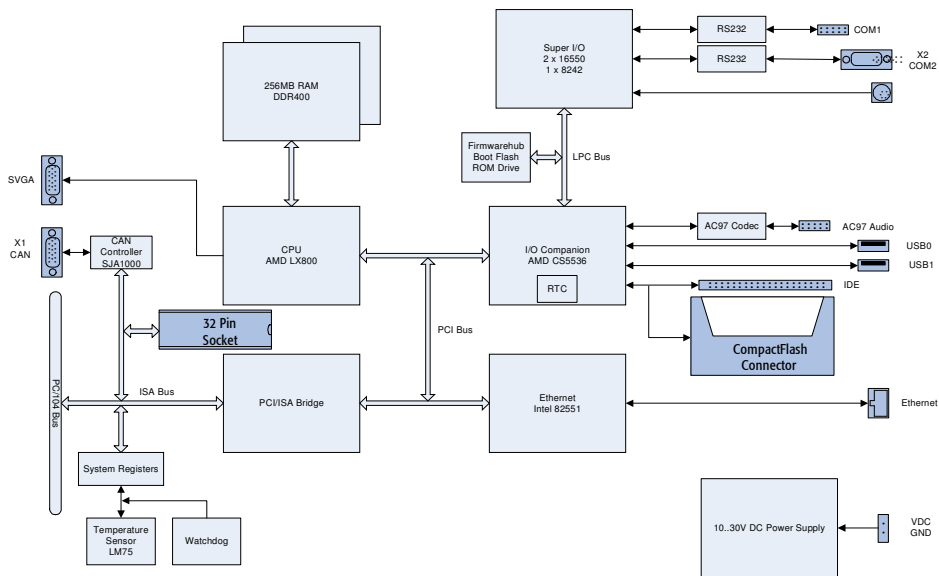 Super I/O
2 x 16550
1 x 8242
RS232
COM1
RS232
X2
COM2
256MB RAM
DDR400
Firmwarehub
Boot Flash
ROM Drive
LPC Bus
SVGA
X1
CAN
CAN
Controller
SJA1000
CPU
AMD LX800
I/O Companion
AMD CS5536
RTC
AC97 Codec
AC97 Audio
USB0
USB1
IDE
32 Pin
Socket
PCI Bus
CompactFlash
Connector
PC/104 Bus
ISA Bus
PCI/ISA Bridge
Ethernet
Intel 82551
Ethernet
System Registers
Temperature
Sensor
LM75
Watchdog
10..30V DC Power Supply
VDC
GND